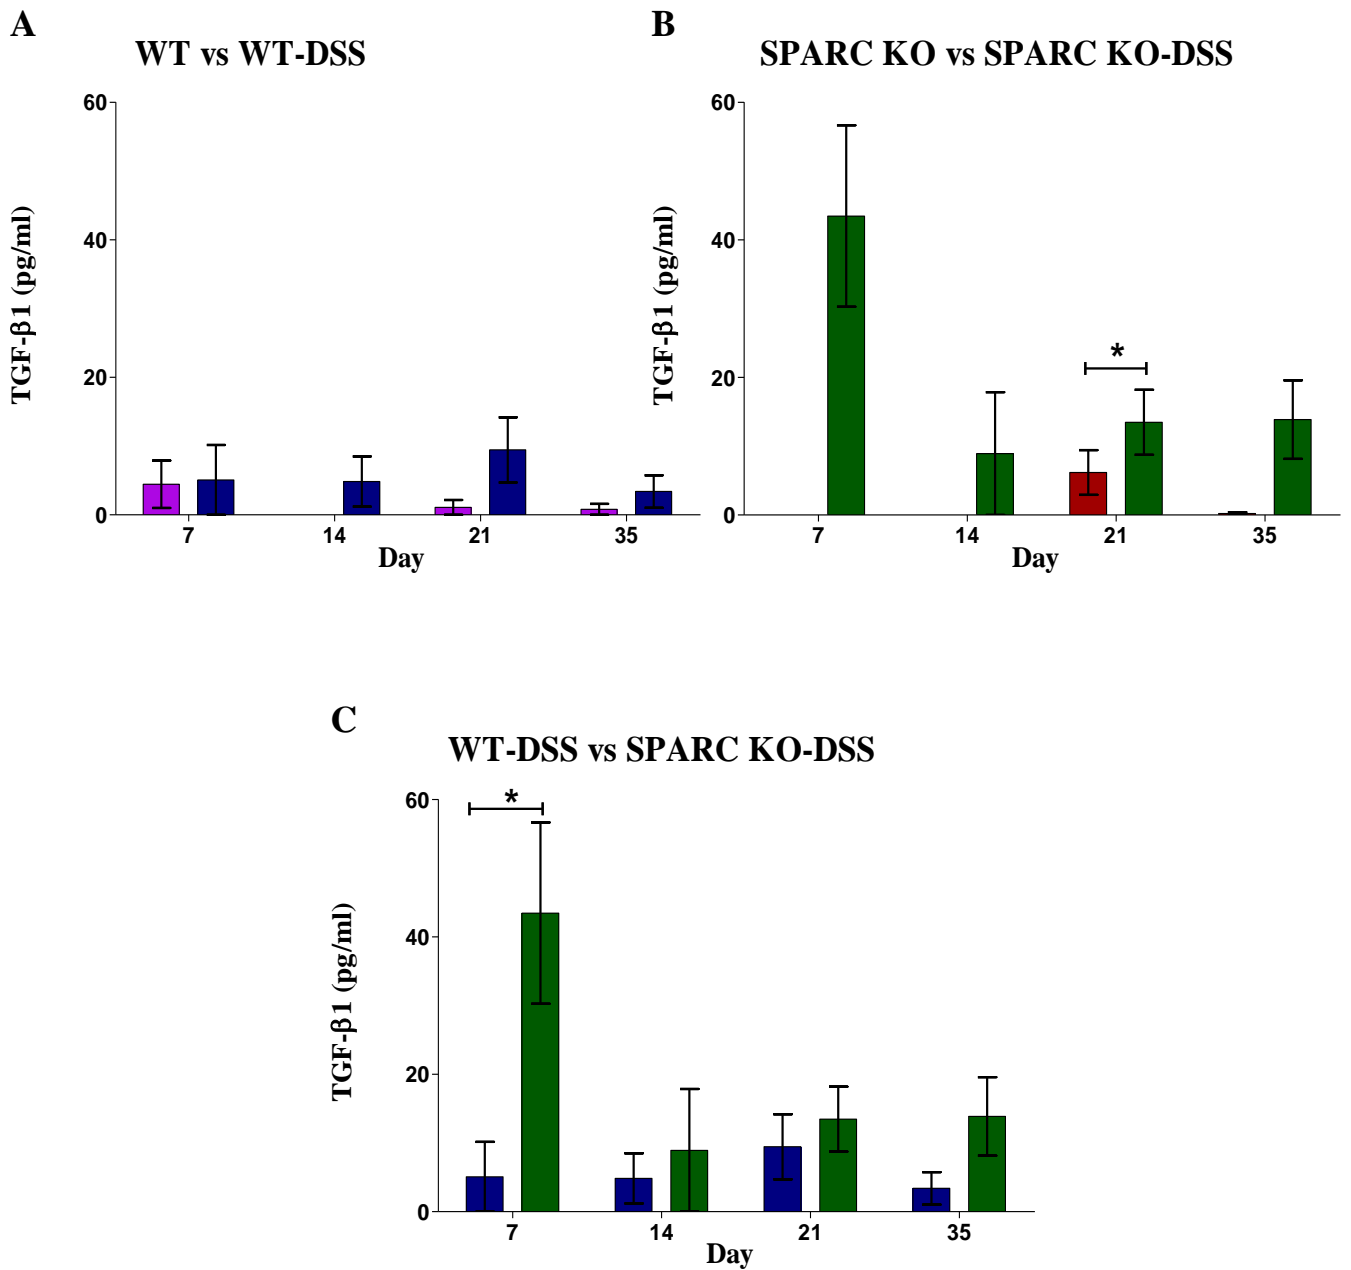 A
WT vs WT-DSS
60
40
20
0
TGF-β1 (pg/ml)
7 14 21 35
Day
B
SPARC KO vs SPARC KO-DSS
60
40
20
0
TGF-β1 (pg/ml)
*
7 14 21 35
Day
C
WT-DSS vs SPARC KO-DSS
60
40
20
0
TGF-β1 (pg/ml)
*
7 14 21 35
Day